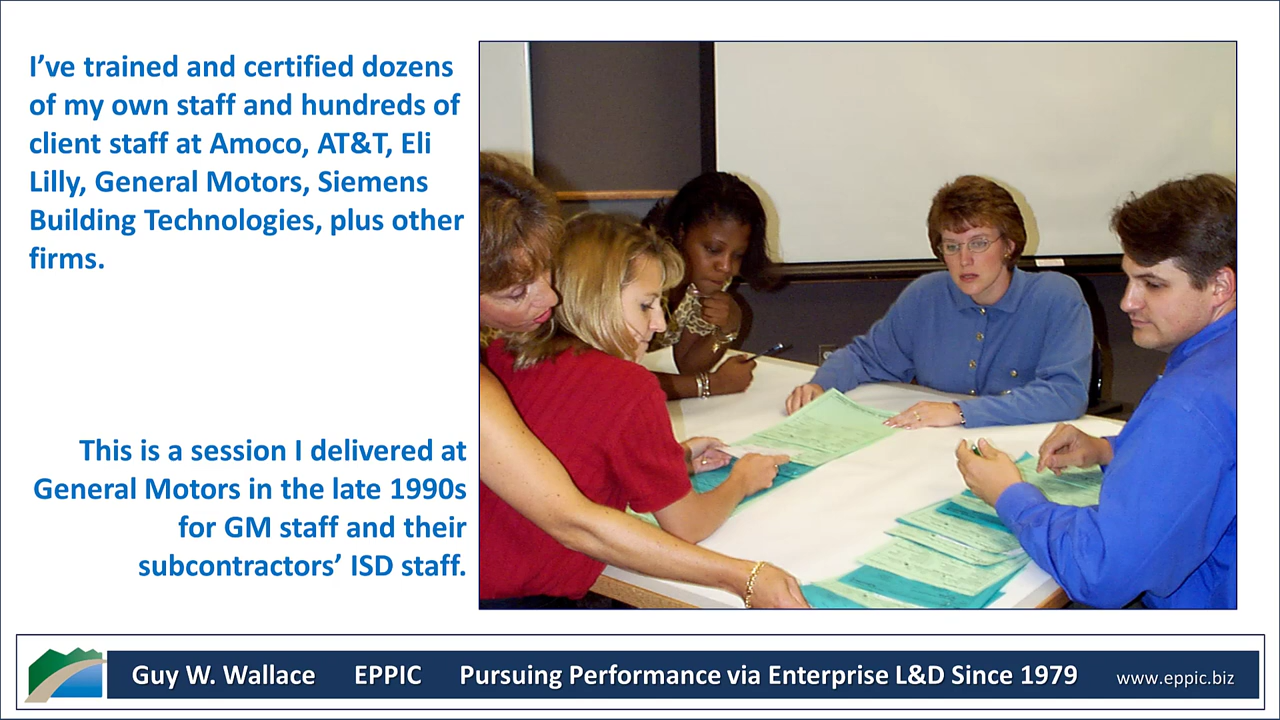 I’ve trained and certified dozens
of my own staff and hundreds of
client staff at Amoco, AT&T, Eli
Lilly, General Motors, Siemens
Building Technologies, plus other
firms.
This is a session I delivered at
General Motors in the late 1990s
for GM staff and their
subcontractors’ ISD staff.
Guy W. Wallace EPPIC Pursuing Performance via Enterprise L&D Since 1979 www.eppic.biz